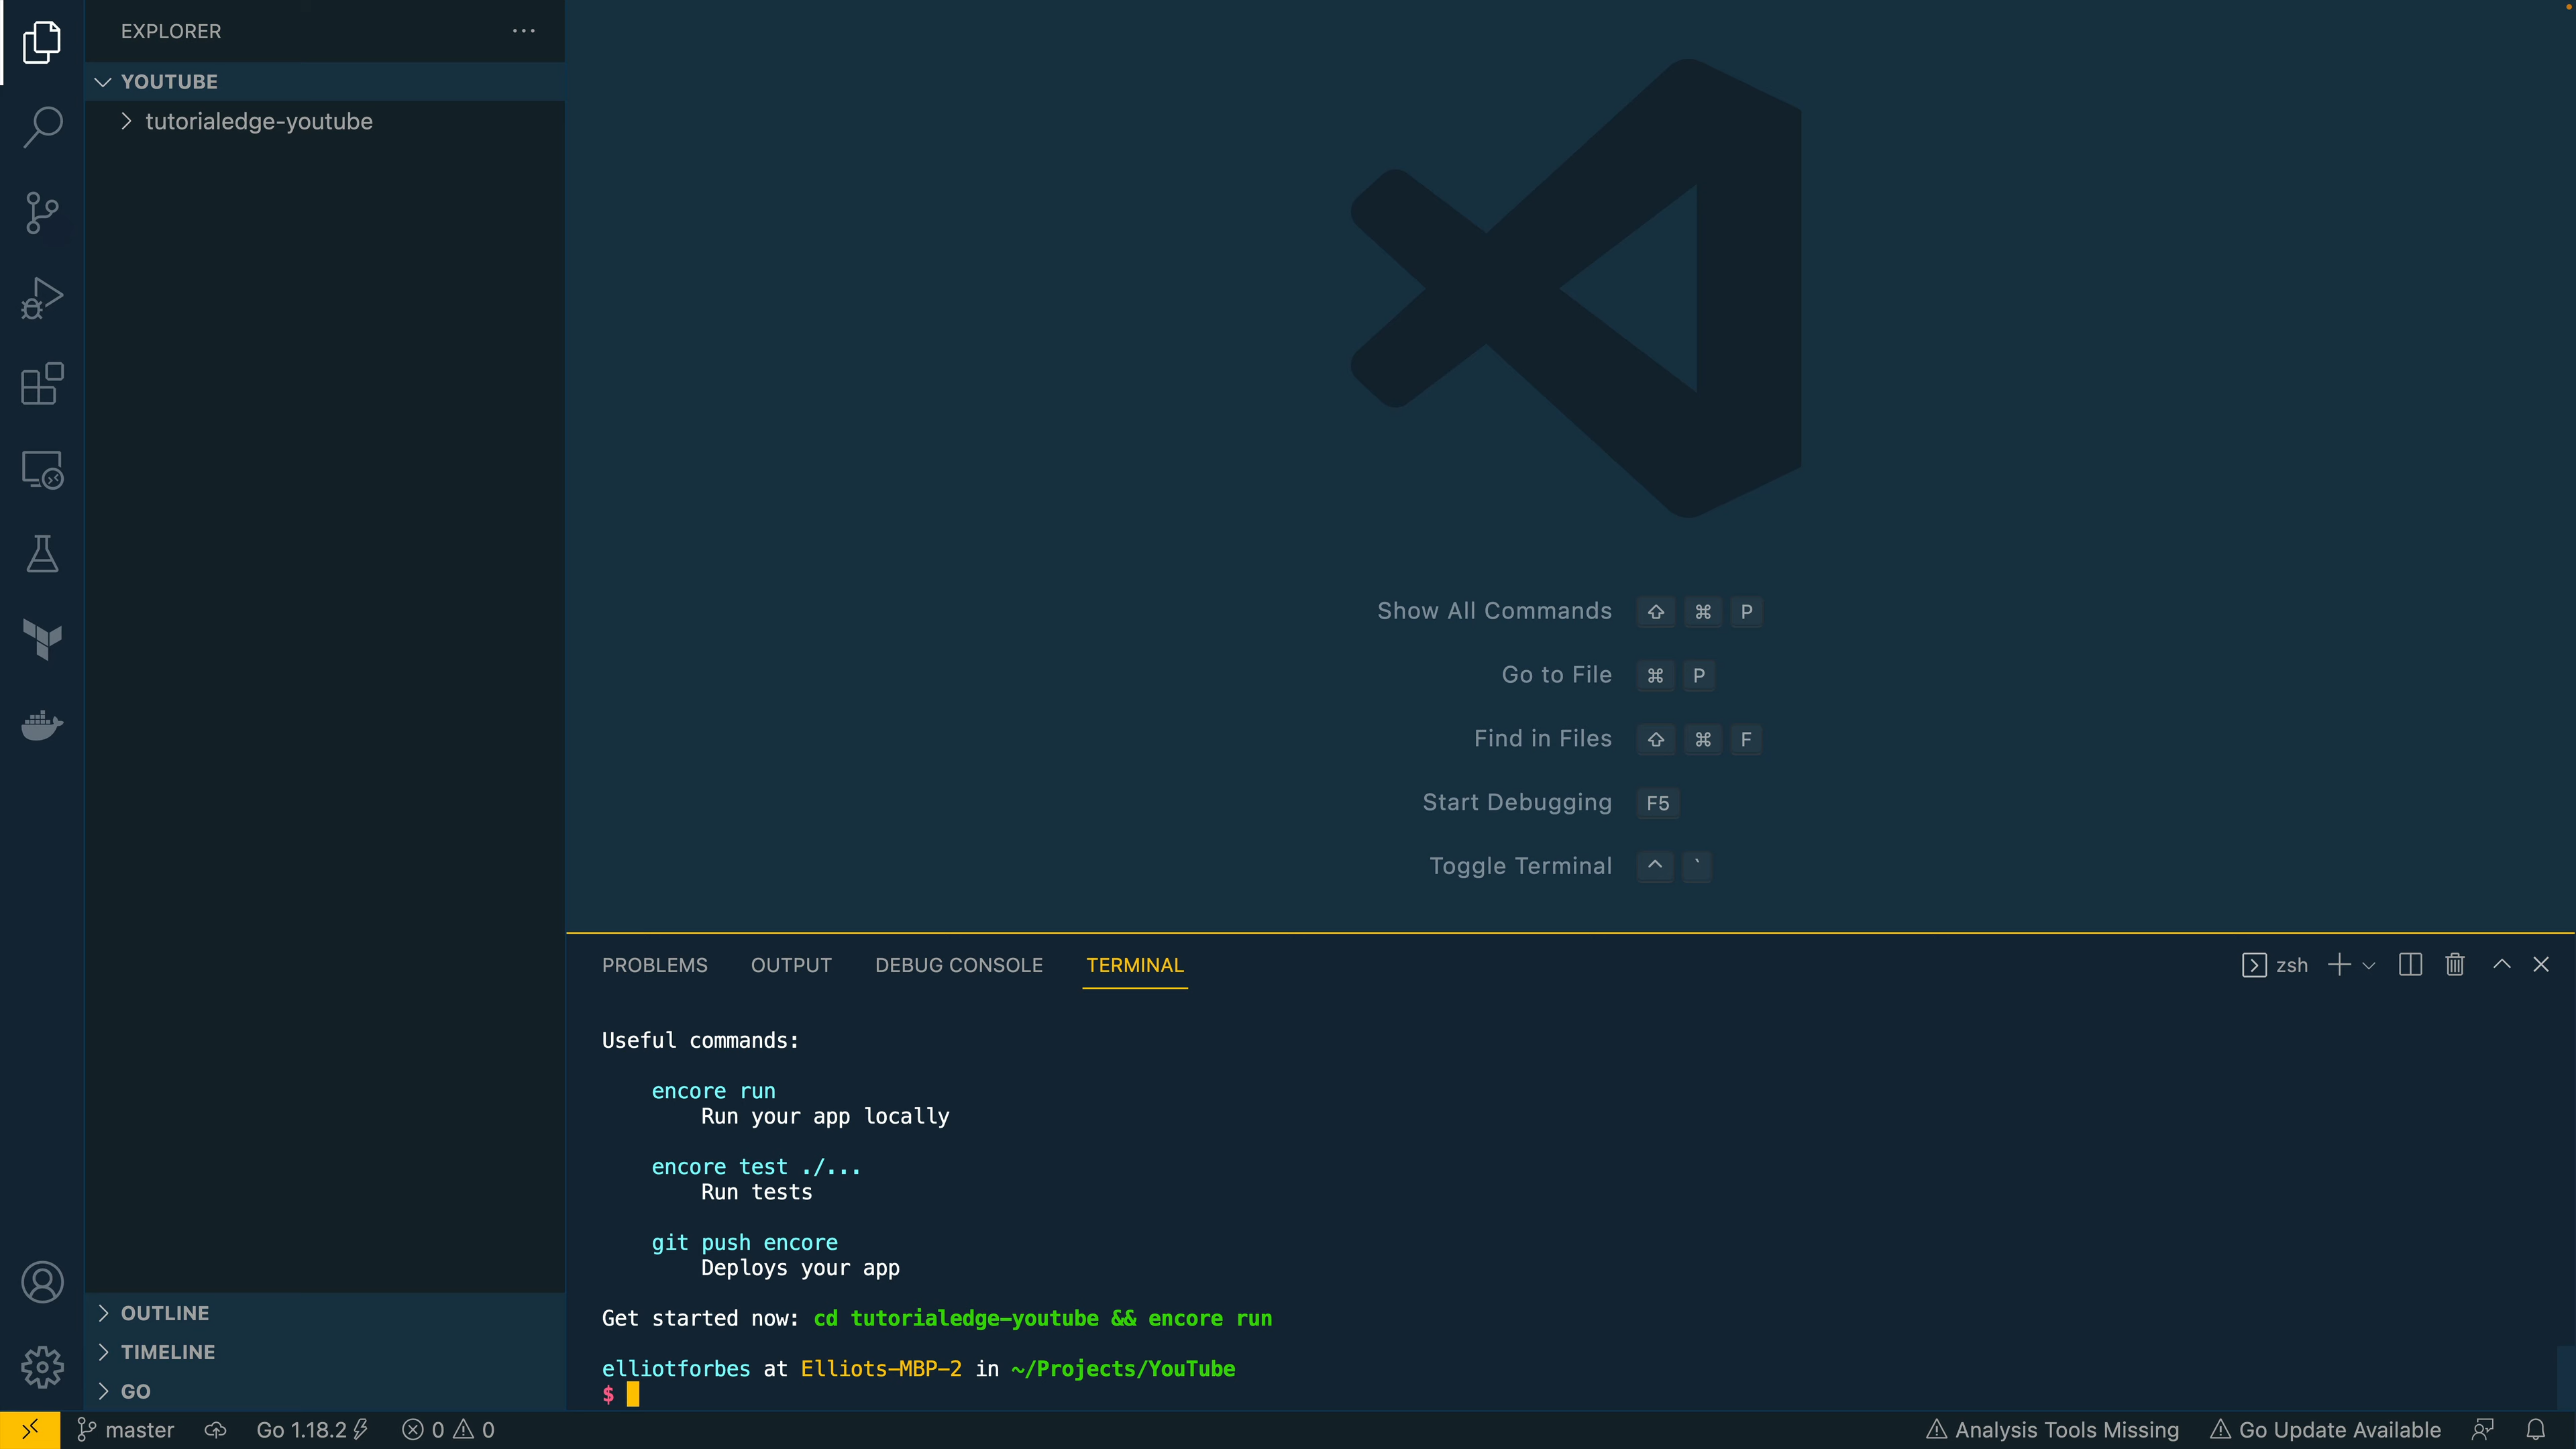 EXPLORER
YOUTUBE
tutorialedge-youtube
Show All Commands ⇧ ⌘ P
Go to File ⌘ P
Find in Files ⇧ ⌘ F
Start Debugging F5
Toggle Terminal ^ `
PROBLEMS OUTPUT DEBUG CONSOLE TERMINAL
zsh
Useful commands:
encore run
Run your app locally
encore test ./...
Run tests
git push encore
Deploys your app
Get started now: cd tutorialedge-youtube && encore run
elliotforbes at Elliots-MBP-2 in ~/Projects/YouTube
$
OUTLINE
TIMELINE
GO
master Go 1.18.2 0 0 Analysis Tools Missing Go Update Available